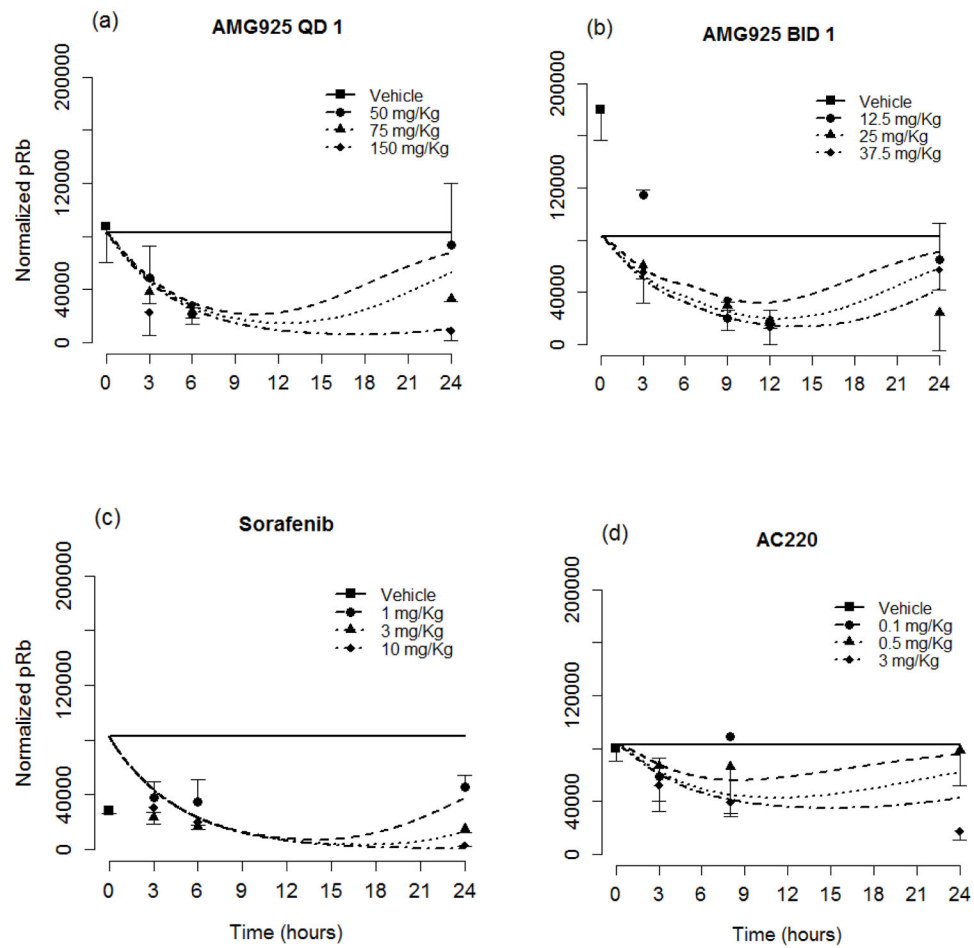 (a)
AMG925 QD 1
Normalized pRb
200000
120000
40000
0
Vehicle
50 mg/Kg
75 mg/Kg
150 mg/Kg
0 3 6 9 12 15 18 21 24
(b)
AMG925 BID 1
200000
120000
40000
0
Vehicle
12.5 mg/Kg
25 mg/Kg
37.5 mg/Kg
0 3 6 9 12 15 18 21 24
(c)
Sorafenib
Normalized pRb
200000
120000
40000
0
Vehicle
1 mg/Kg
3 mg/Kg
10 mg/Kg
0 3 6 9 12 15 18 21 24
Time (hours)
(d)
AC220
200000
120000
40000
0
Vehicle
0.1 mg/Kg
0.5 mg/Kg
3 mg/Kg
0 3 6 9 12 15 18 21 24
Time (hours)